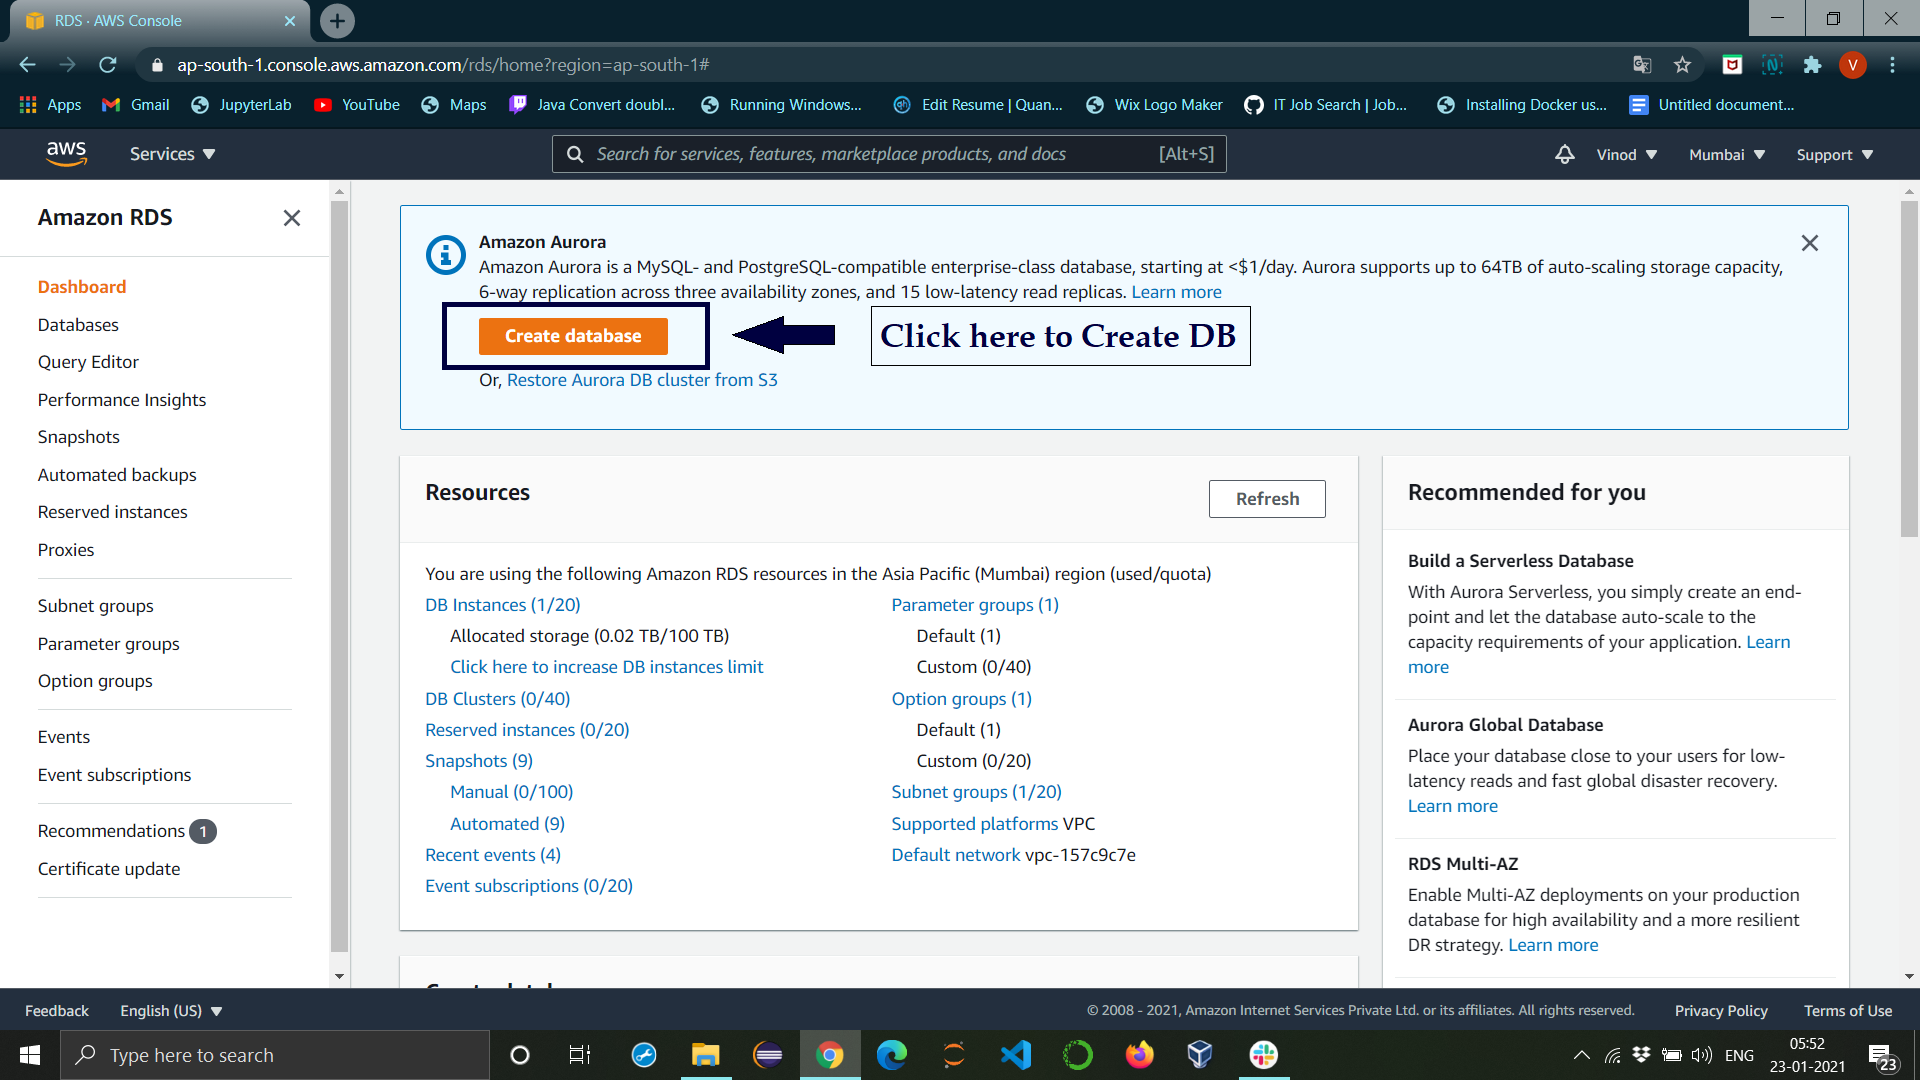 RDS · AWS Console
ap-south-1.console.aws.amazon.com/rds/home?region=ap-south-1#
V
Apps
Gmail
JupyterLab
YouTube
Maps
Java Convert doubl...
Running Windows...
Edit Resume | Quan...
Wix Logo Maker
IT Job Search | Job...
Installing Docker us...
Untitled document...
aws
Services
Search for services, features, marketplace products, and docs
[Alt+S]
Vinod
Mumbai
Support
Amazon RDS
Dashboard
Databases
Query Editor
Performance Insights
Snapshots
Automated backups
Reserved instances
Proxies
Subnet groups
Parameter groups
Option groups
Events
Event subscriptions
Recommendations 1
Certificate update
Amazon Aurora
Amazon Aurora is a MySQL- and PostgreSQL-compatible enterprise-class database, starting at <$1/day. Aurora supports up to 64TB of auto-scaling storage capacity,
6-way replication across three availability zones, and 15 low-latency read replicas. Learn more
Create database
Click here to Create DB
Or, Restore Aurora DB cluster from S3
Resources
Refresh
You are using the following Amazon RDS resources in the Asia Pacific (Mumbai) region (used/quota)
DB Instances (1/20)
Allocated storage (0.02 TB/100 TB)
Click here to increase DB instances limit
DB Clusters (0/40)
Reserved instances (0/20)
Snapshots (9)
Manual (0/100)
Automated (9)
Recent events (4)
Event subscriptions (0/20)
Parameter groups (1)
Default (1)
Custom (0/40)
Option groups (1)
Default (1)
Custom (0/20)
Subnet groups (1/20)
Supported platforms VPC
Default network vpc-157c9c7e
Recommended for you
Build a Serverless Database
With Aurora Serverless, you simply create an end-
point and let the database auto-scale to the
capacity requirements of your application. Learn
more
Aurora Global Database
Place your database close to your users for low-
latency reads and fast global disaster recovery.
Learn more
RDS Multi-AZ
Enable Multi-AZ deployments on your production
database for high availability and a more resilient
DR strategy. Learn more
Feedback
English (US)
© 2008 - 2021, Amazon Internet Services Private Ltd. or its affiliates. All rights reserved.
Privacy Policy
Terms of Use
Type here to search
ENG
05:52
23-01-2021
23